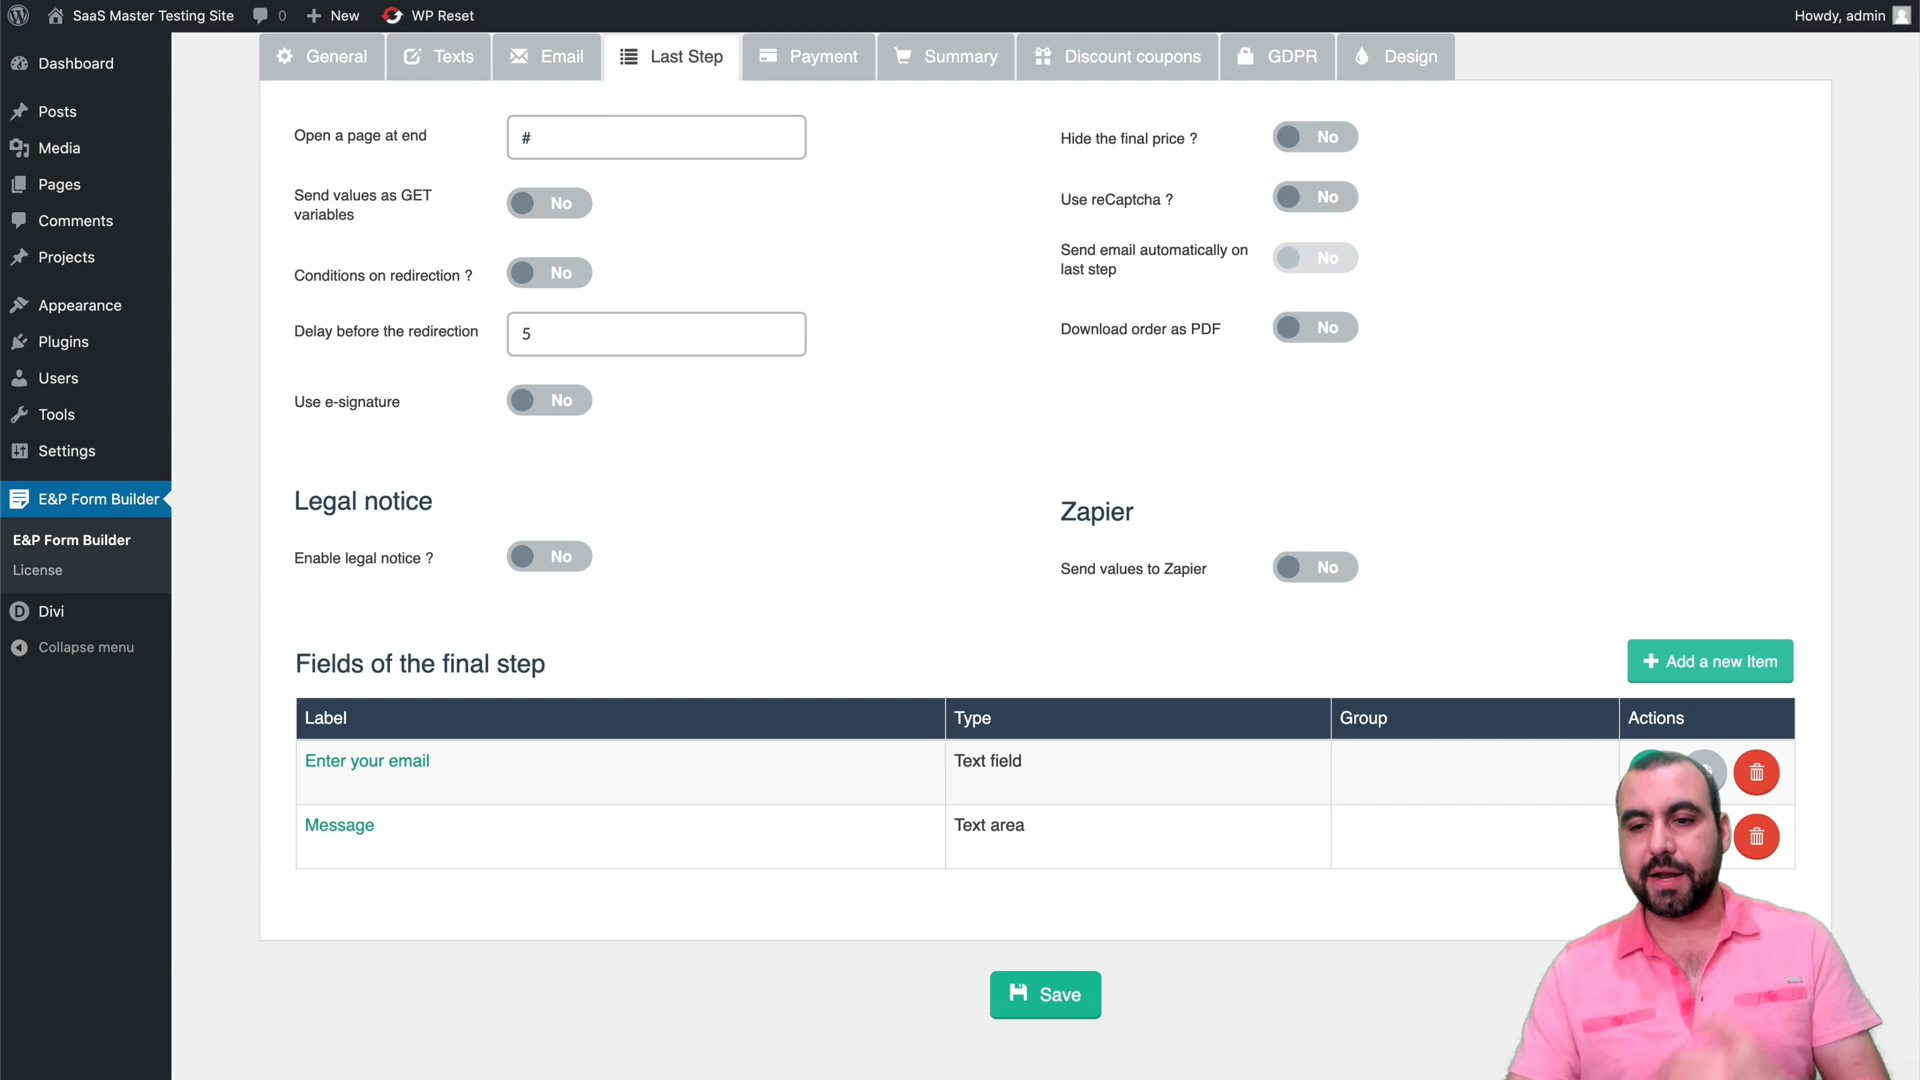 SaaS Master Testing Site 0 New WP Reset Howdy, admin
General Texts Email Last Step Payment Summary Discount coupons GDPR Design
Dashboard
Posts
Media
Pages
Comments
Projects
Appearance
Plugins
Users
Tools
Settings
E&P Form Builder
E&P Form Builder
License
Divi
Collapse menu
Open a page at end #
Send values as GET
variables No
Conditions on redirection ? No
Delay before the redirection 5
Use e-signature No
Hide the final price ? No
Use reCaptcha ? No
Send email automatically on
last step No
Download order as PDF No
Legal notice
Enable legal notice ? No
Zapier
Send values to Zapier No
Fields of the final step
Add a new Item
Label Type Group Actions
Enter your email Text field
Message Text area
Save